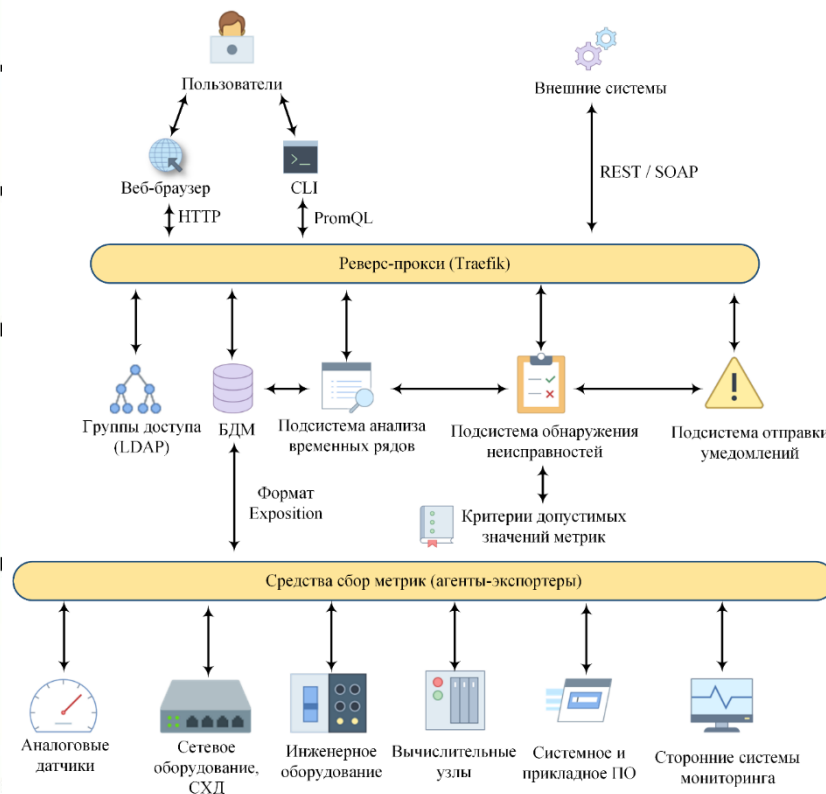 Пользователи
Внешние системы
Веб-браузер
CLI
REST / SOAP
HTTP
PromQL
Реверс-прокси (Traefik)
Группы доступа
(LDAP)
БДМ
Подсистема анализа
временных рядов
Подсистема обнаружения
неисправностей
Подсистема отправки
умедомлений
Формат
Exposition
Критерии допустимых
значений метрик
Средства сбор метрик (агенты-экспортеры)
Аналоговые
датчики
Сетевое
оборудование,
СХД
Инженерное
оборудование
Вычислительные
узлы
Системное и
прикладное ПО
Сторонние системы
мониторинга